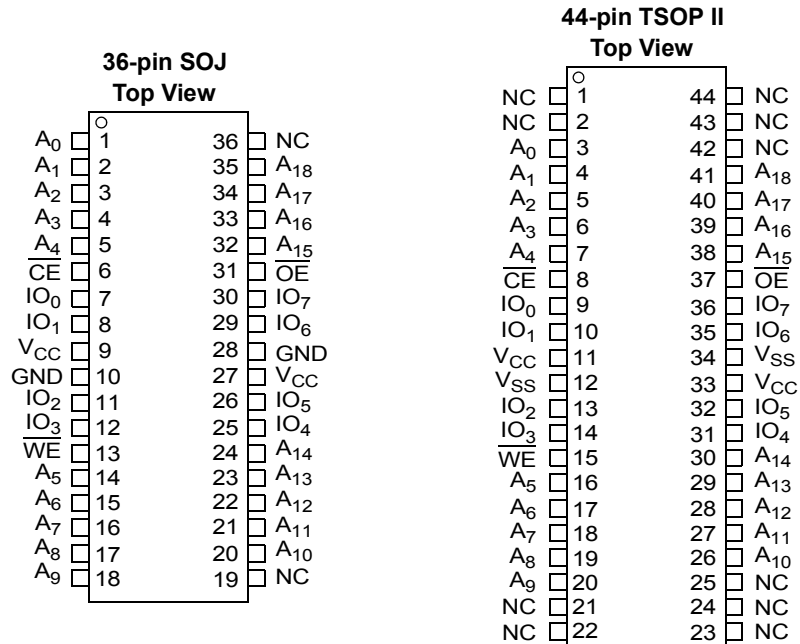 36-pin SOJ
Top View
A0 1 36 NC
A1 2 35 A18
A2 3 34 A17
A3 4 33 A16
A4 5 32 A15
CE 6 31 OE
IO0 7 30 IO7
IO1 8 29 IO6
VCC 9 28 GND
GND 10 27 VCC
IO2 11 26 IO5
IO3 12 25 IO4
WE 13 24 A14
A5 14 23 A13
A6 15 22 A12
A7 16 21 A11
A8 17 20 A10
A9 18 19 NC
44-pin TSOP II
Top View
NC 1 44 NC
NC 2 43 NC
A0 3 42 NC
A1 4 41 A18
A2 5 40 A17
A3 6 39 A16
A4 7 38 A15
CE 8 37 OE
IO0 9 36 IO7
IO1 10 35 IO6
VCC 11 34 VSS
VSS 12 33 VCC
IO2 13 32 IO5
IO3 14 31 IO4
WE 15 30 A14
A5 16 29 A13
A6 17 28 A12
A7 18 27 A11
A8 19 26 A10
A9 20 25 NC
NC 21 24 NC
NC 22 23 NC